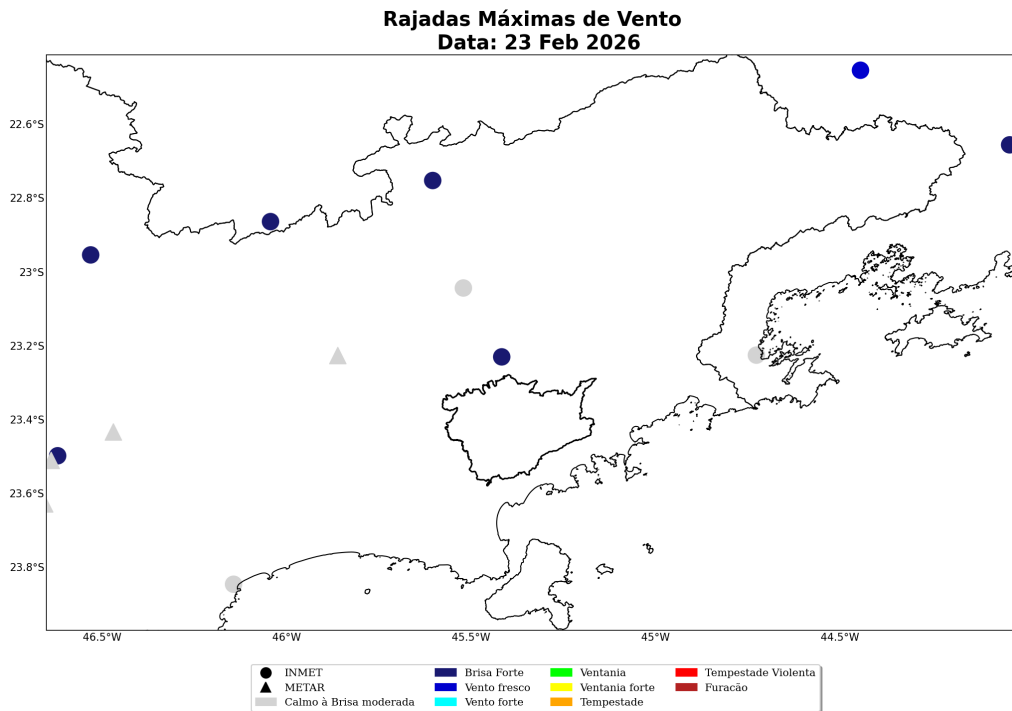 Rajadas Máximas de Vento
Data: 23 Feb 2026
22.6°S
22.8°S
23°S
23.2°S
23.4°S
23.6°S
23.8°S
46.5°W
46°W
45.5°W
45°W
44.5°W
INMET
METAR
Calmo à Brisa moderada
Brisa Forte
Vento fresco
Vento forte
Ventania
Ventania forte
Tempestade
Tempestade Violenta
Furacão